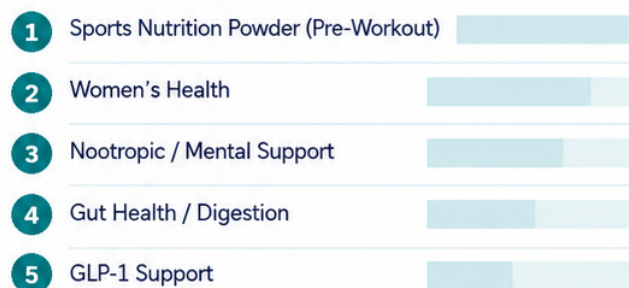 1 Sports Nutrition Powder (Pre-Workout)
2 Women’s Health
3 Nootropic / Mental Support
4 Gut Health / Digestion
5 GLP-1 Support